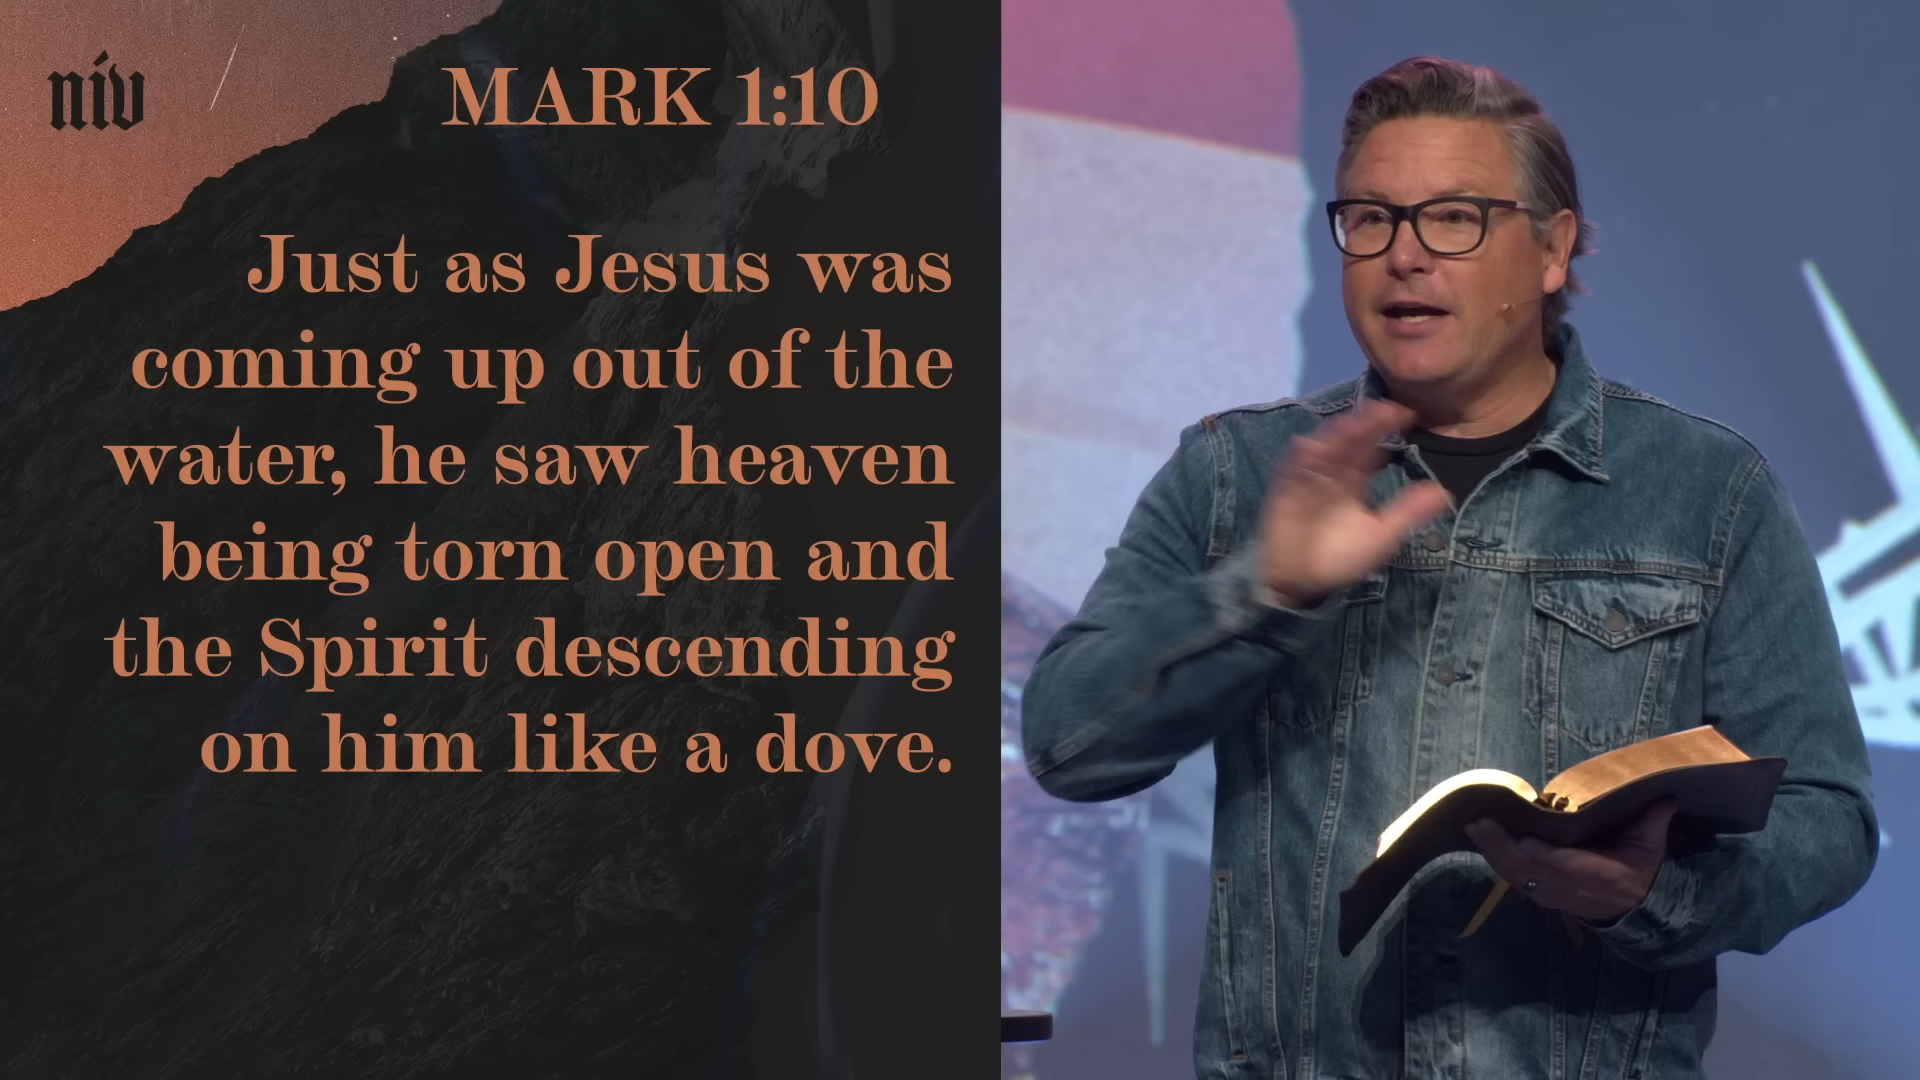 nív
MARK 1:10
Just as Jesus was
coming up out of the
water, he saw heaven
being torn open and
the Spirit descending
on him like a dove.